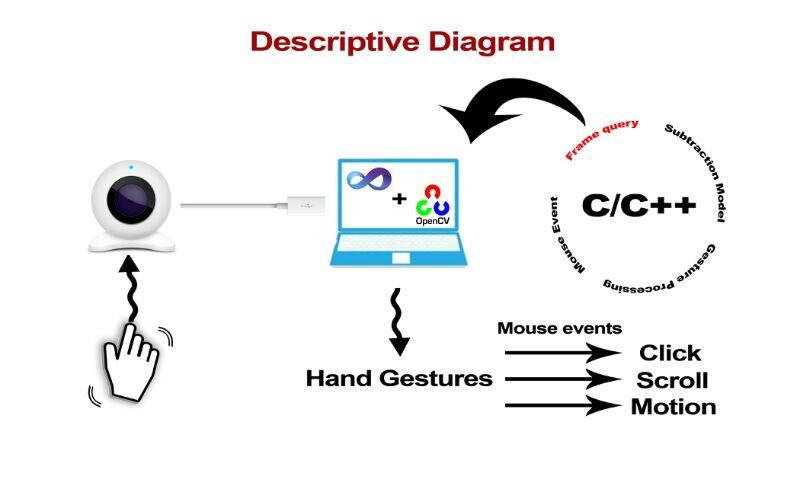 Descriptive Diagram
Frame query
Subtraction Model
Gesture Processing
Mouse Event
C/C++
+
OpenCV
Mouse events
Hand Gestures
Click
Scroll
Motion